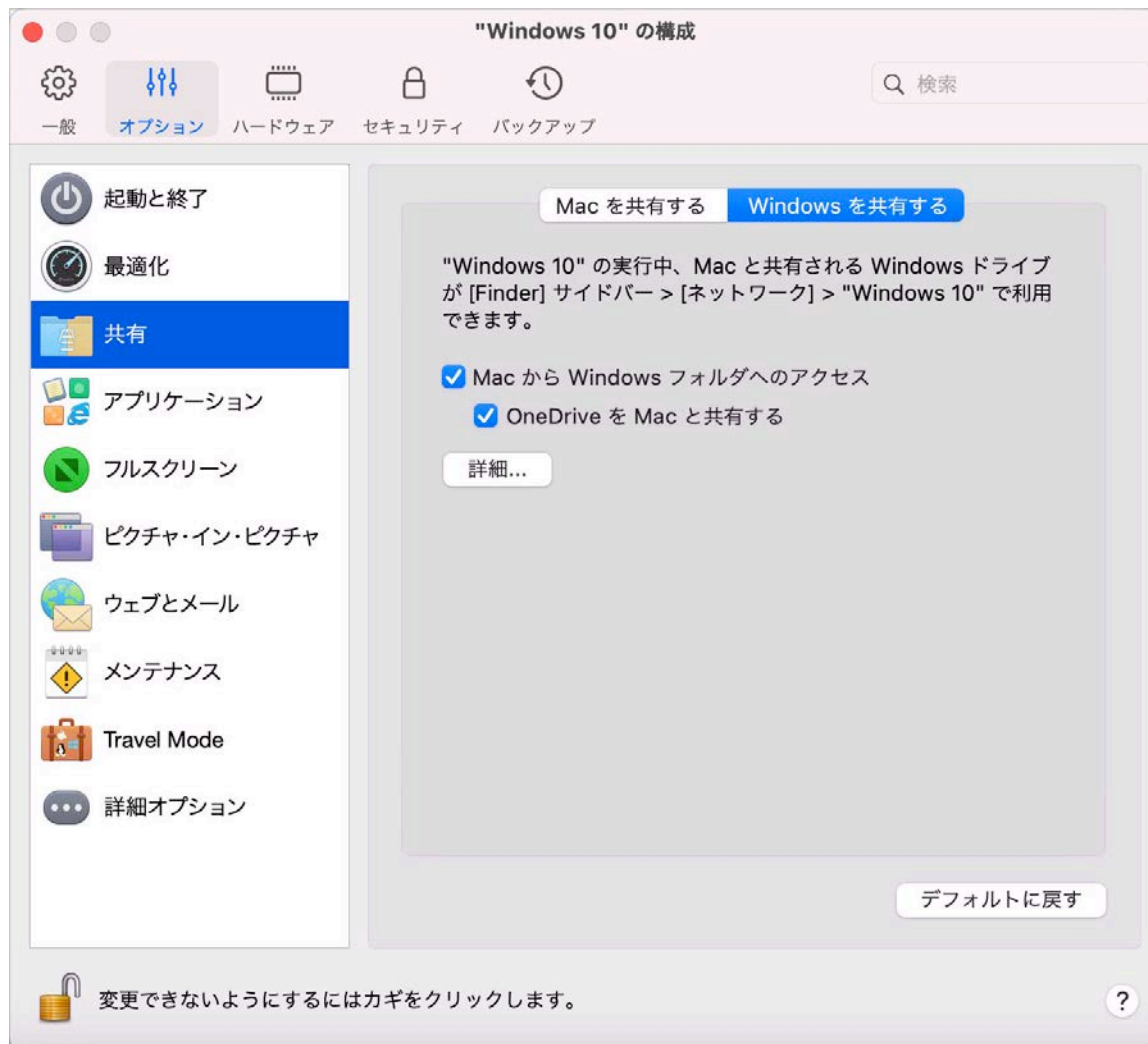 "Windows 10" の構成
一般
オプション
ハードウェア
セキュリティ
バックアップ
検索
起動と終了
最適化
共有
アプリケーション
フルスクリーン
ピクチャ・イン・ピクチャ
ウェブとメール
メンテナンス
Travel Mode
詳細オプション
Mac を共有する
Windows を共有する
"Windows 10" の実行中、Mac と共有される Windows ドライブ
が [Finder] サイドバー > [ネットワーク] > "Windows 10" で利用
できます。
Mac から Windows フォルダへのアクセス
OneDrive を Mac と共有する
詳細...
デフォルトに戻す
変更できないようにするにはカギをクリックします。
?